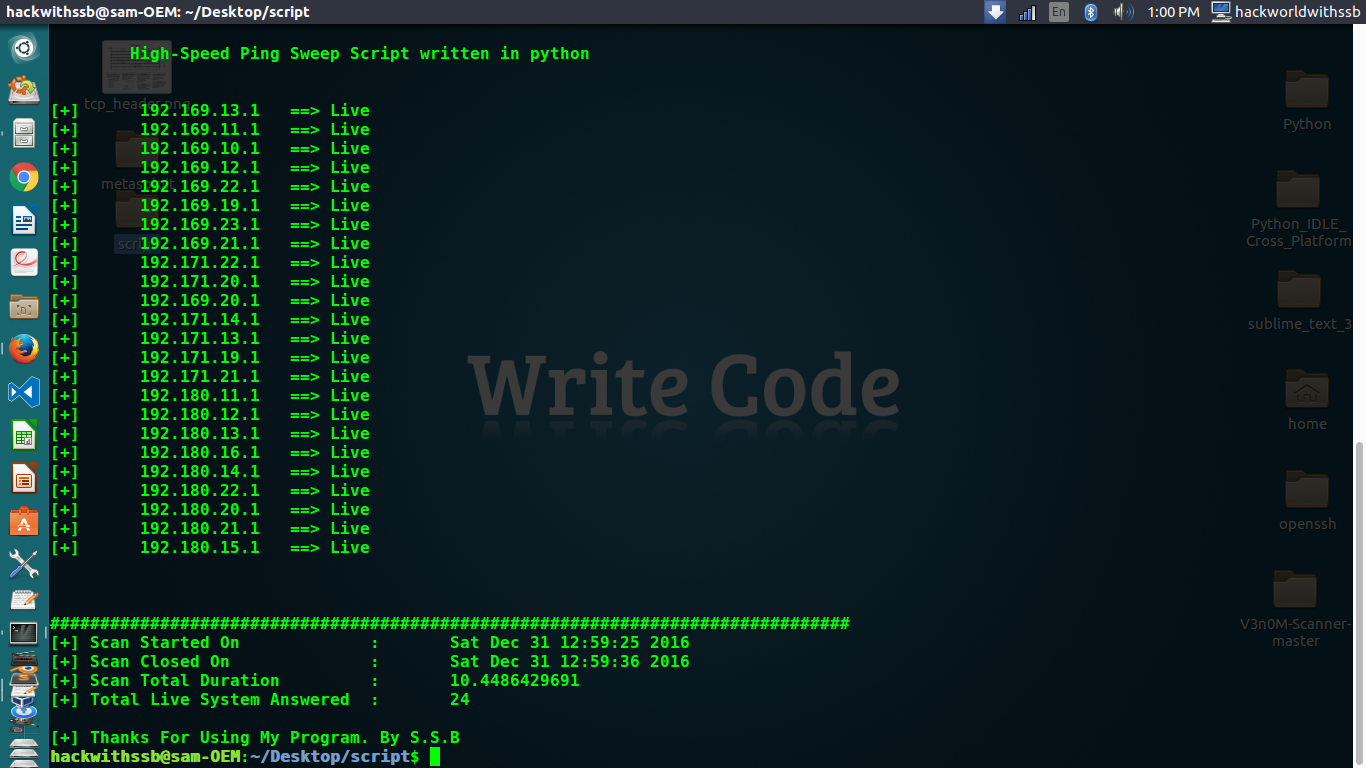 hackwithssb@sam-OEM: ~/Desktop/script
En
1:00 PM
hackworldwithssb
High-Speed Ping Sweep Script written in python
[+] 192.169.13.1 ==> Live
[+] 192.169.11.1 ==> Live
[+] 192.169.10.1 ==> Live
[+] 192.169.12.1 ==> Live
[+] 192.169.22.1 ==> Live
[+] 192.169.19.1 ==> Live
[+] 192.169.23.1 ==> Live
[+] 192.169.21.1 ==> Live
[+] 192.171.22.1 ==> Live
[+] 192.171.20.1 ==> Live
[+] 192.169.20.1 ==> Live
[+] 192.171.14.1 ==> Live
[+] 192.171.13.1 ==> Live
[+] 192.171.19.1 ==> Live
[+] 192.171.21.1 ==> Live
[+] 192.180.11.1 ==> Live
[+] 192.180.12.1 ==> Live
[+] 192.180.13.1 ==> Live
[+] 192.180.16.1 ==> Live
[+] 192.180.14.1 ==> Live
[+] 192.180.22.1 ==> Live
[+] 192.180.20.1 ==> Live
[+] 192.180.21.1 ==> Live
[+] 192.180.15.1 ==> Live
################################################################################
[+] Scan Started On : Sat Dec 31 12:59:25 2016
[+] Scan Closed On : Sat Dec 31 12:59:36 2016
[+] Scan Total Duration : 10.4486429691
[+] Total Live System Answered : 24
[+] Thanks For Using My Program. By S.S.B
hackwithssb@sam-OEM:~/Desktop/script$
Write Code
Python
Python_IDLE_
Cross_Platform
sublime_text_3
home
openssh
V3n0M-Scanner-
master